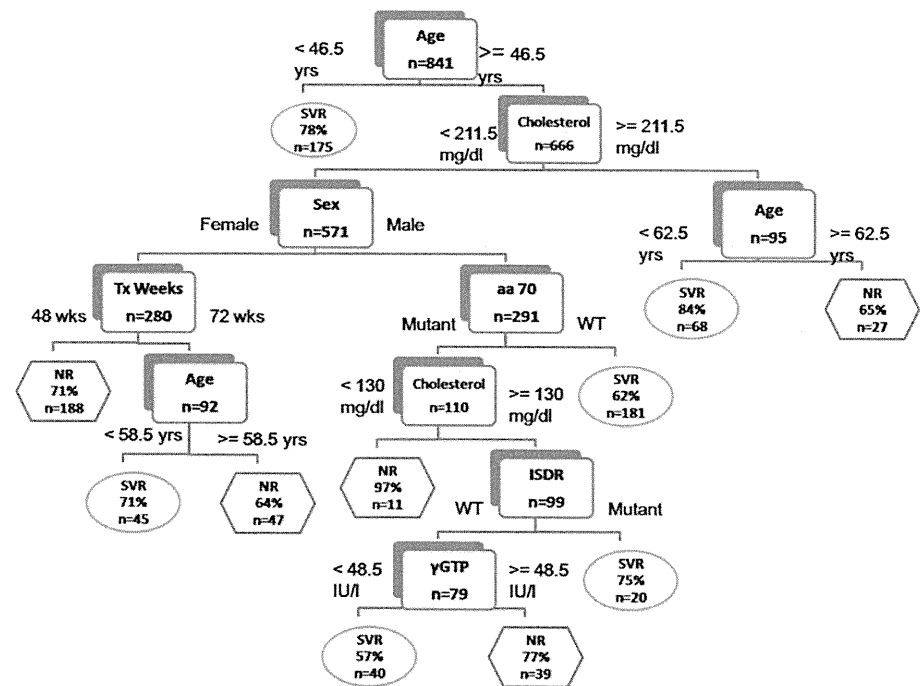 Age
n=841
< 46.5
yrs
>= 46.5
yrs
SVR
78%
n=175
Cholesterol
n=666
< 211.5
mg/dl
>= 211.5
mg/dl
Sex
n=571
Female
Male
Age
n=95
< 62.5
yrs
>= 62.5
yrs
SVR
84%
n=68
NR
65%
n=27
Tx Weeks
n=280
48 wks
72 wks
aa 70
n=291
Mutant
WT
NR
71%
n=188
Age
n=92
< 58.5 yrs
>= 58.5 yrs
Cholesterol
n=110
< 130
mg/dl
>= 130
mg/dl
SVR
62%
n=181
SVR
71%
n=45
NR
64%
n=47
NR
97%
n=11
ISDR
n=99
WT
Mutant
γGTP
n=79
< 48.5
IU/l
>= 48.5
IU/l
SVR
75%
n=20
SVR
57%
n=40
NR
77%
n=39